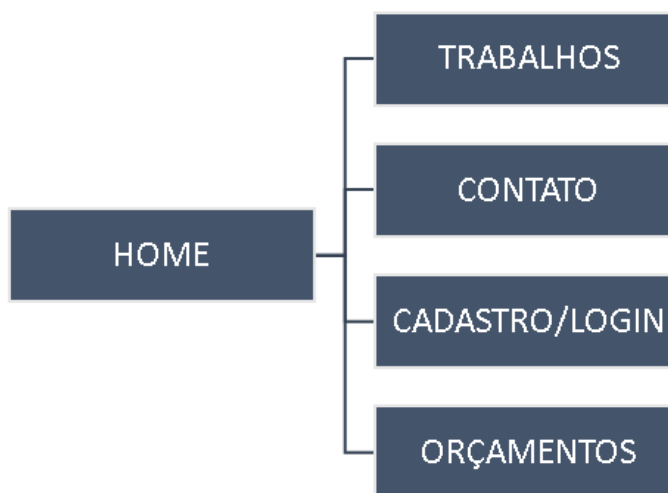 TRABALHOS
CONTATO
HOME
CADASTRO/LOGIN
ORÇAMENTOS